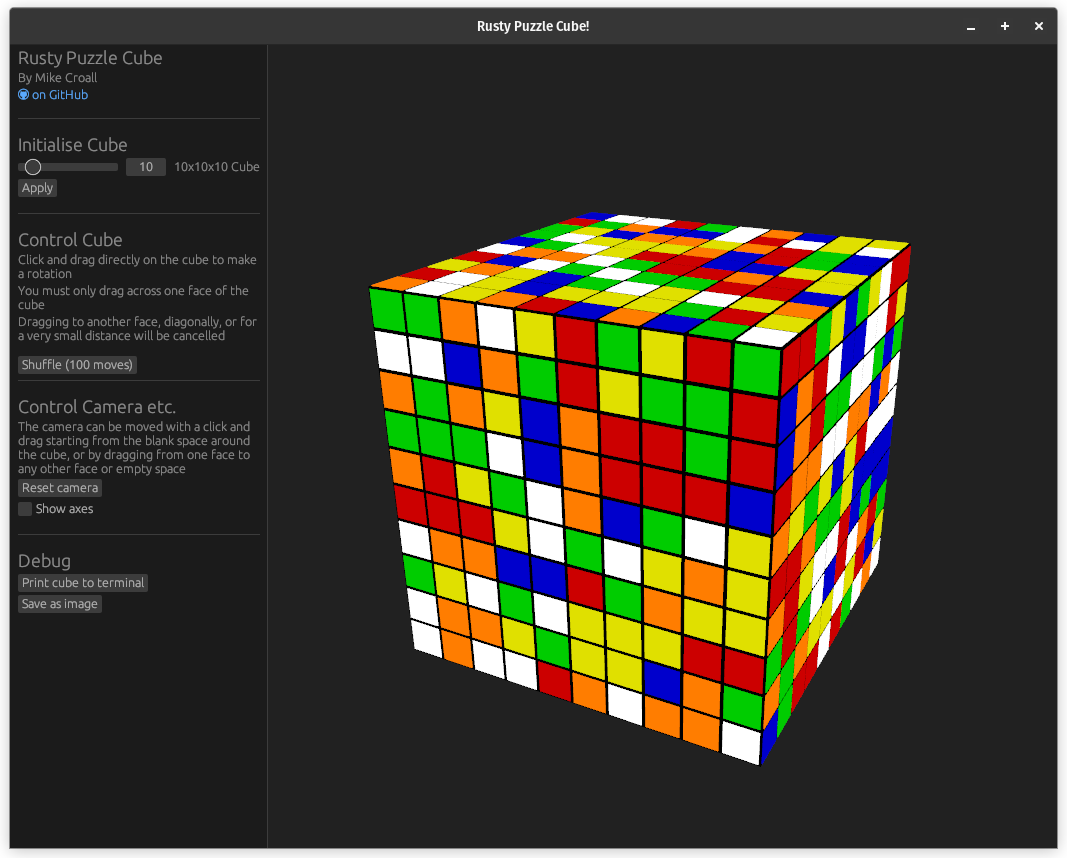 Rusty Puzzle Cube!
Rusty Puzzle Cube
By Mike Croall
on GitHub
Initialise Cube
10 10x10x10 Cube
Apply
Control Cube
Click and drag directly on the cube to make
a rotation
You must only drag across one face of the
cube
Dragging to another face, diagonally, or for
a very small distance will be cancelled
Shuffle (100 moves)
Control Camera etc.
The camera can be moved with a click and
drag starting from the blank space around
the cube, or by dragging from one face to
any other face or empty space
Reset camera
Show axes
Debug
Print cube to terminal
Save as image